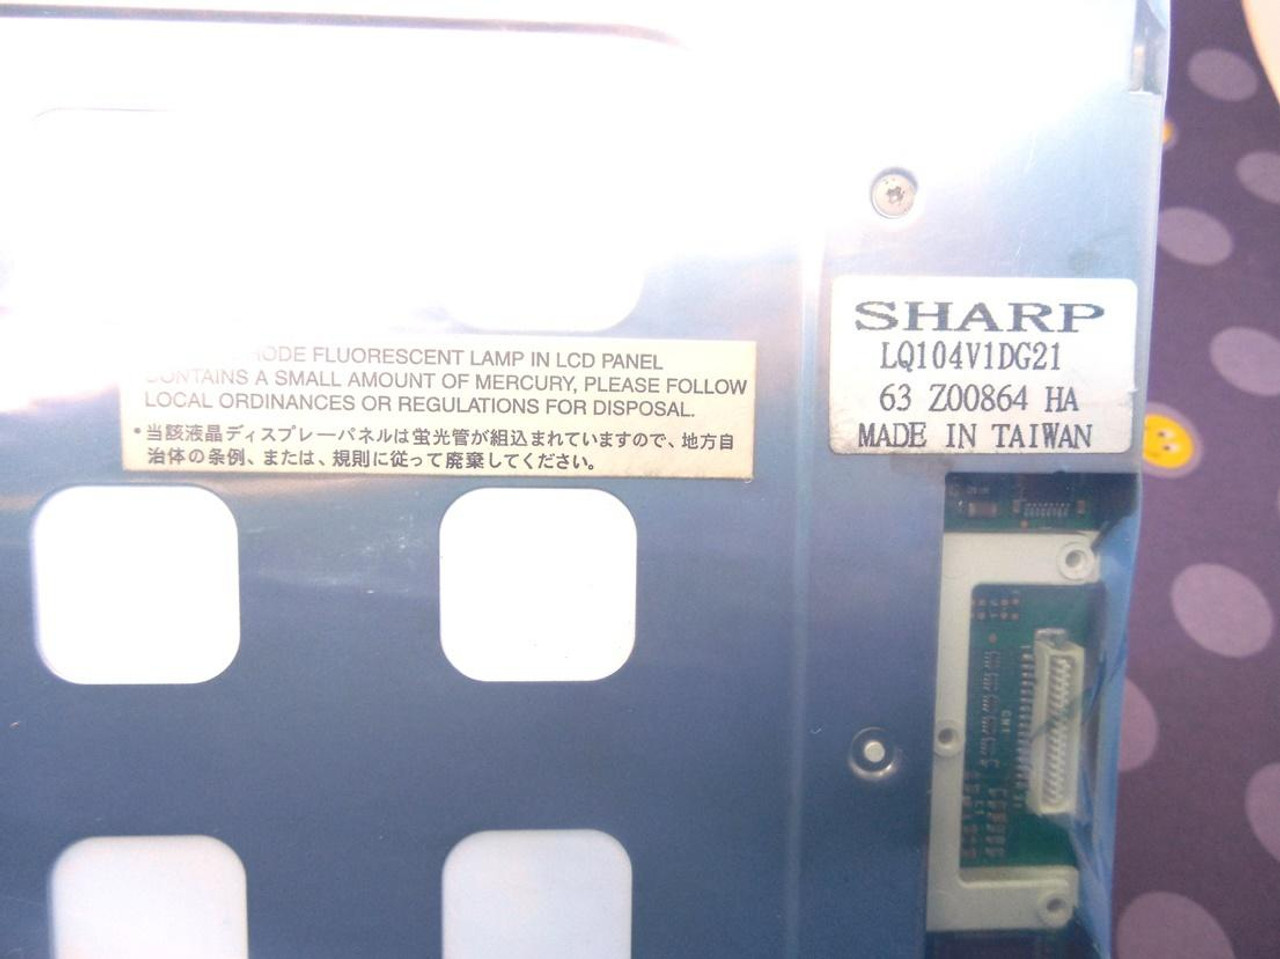 SHARP
LQ104V1DG21
63 Z00864 HA
MADE IN TAIWAN
FLUORESCENT LAMP IN LCD PANEL
CONTAINS A SMALL AMOUNT OF MERCURY, PLEASE FOLLOW
LOCAL ORDINANCES OR REGULATIONS FOR DISPOSAL.
•当該液晶ディスプレーパネルは蛍光管が組込まれていますので、地方自
治体の条例、または、規則に従って廃棄してください。